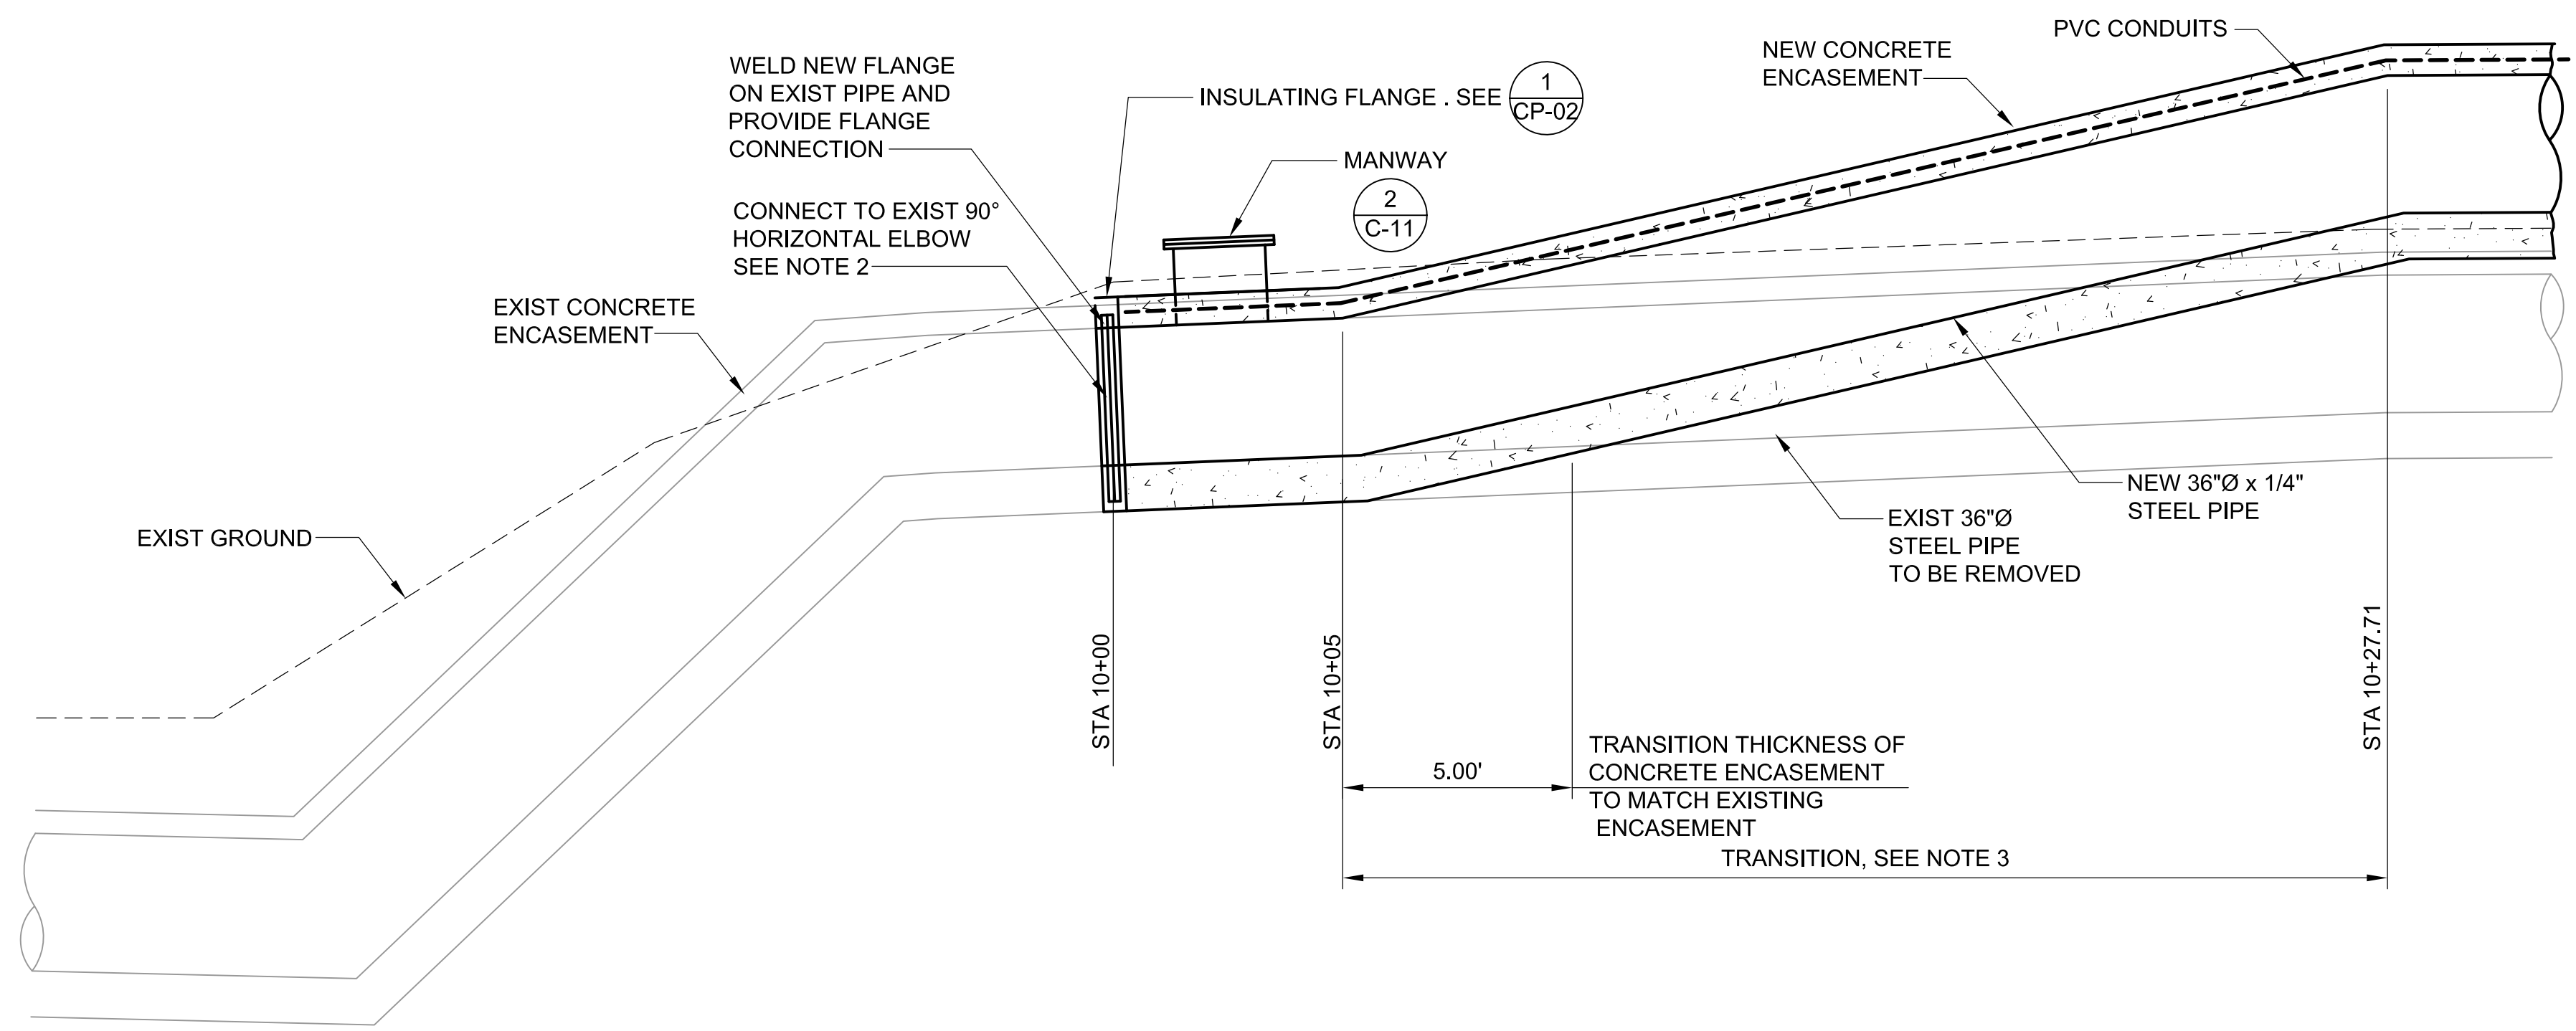 PVC CONDUITS
NEW CONCRETE
ENCASEMENT
WELD NEW FLANGE
ON EXIST PIPE AND
PROVIDE FLANGE
CONNECTION
INSULATING FLANGE . SEE
1
CP-02
MANWAY
2
C-11
CONNECT TO EXIST 90°
HORIZONTAL ELBOW
SEE NOTE 2
EXIST CONCRETE
ENCASEMENT
EXIST GROUND
NEW 36"Ø x 1/4"
STEEL PIPE
EXIST 36"Ø
STEEL PIPE
TO BE REMOVED
STA 10+00
STA 10+05
STA 10+27.71
5.00'
TRANSITION THICKNESS OF
CONCRETE ENCASEMENT
TO MATCH EXISTING
ENCASEMENT
TRANSITION, SEE NOTE 3